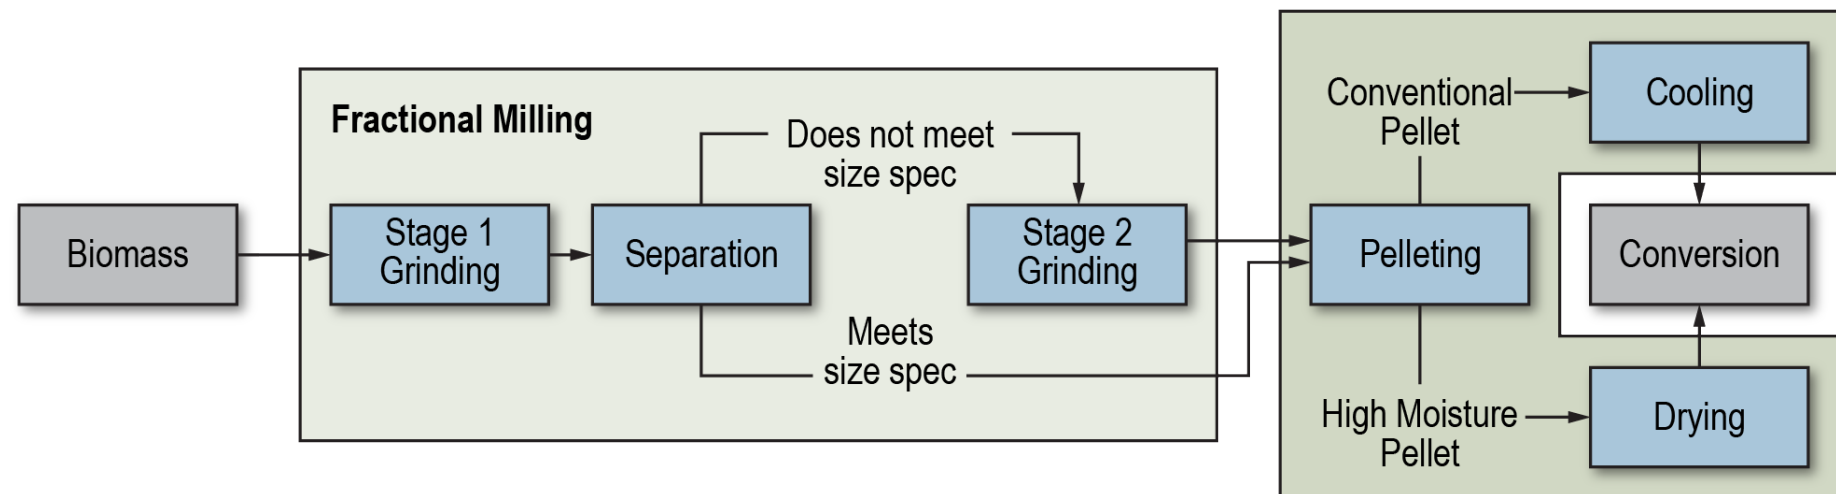 Fractional Milling
Biomass
Stage 1
Grinding
Separation
Does not meet
size spec
Meets
size spec
Stage 2
Grinding
Pelleting
Conventional
Pellet
Cooling
Conversion
High Moisture
Pellet
Drying